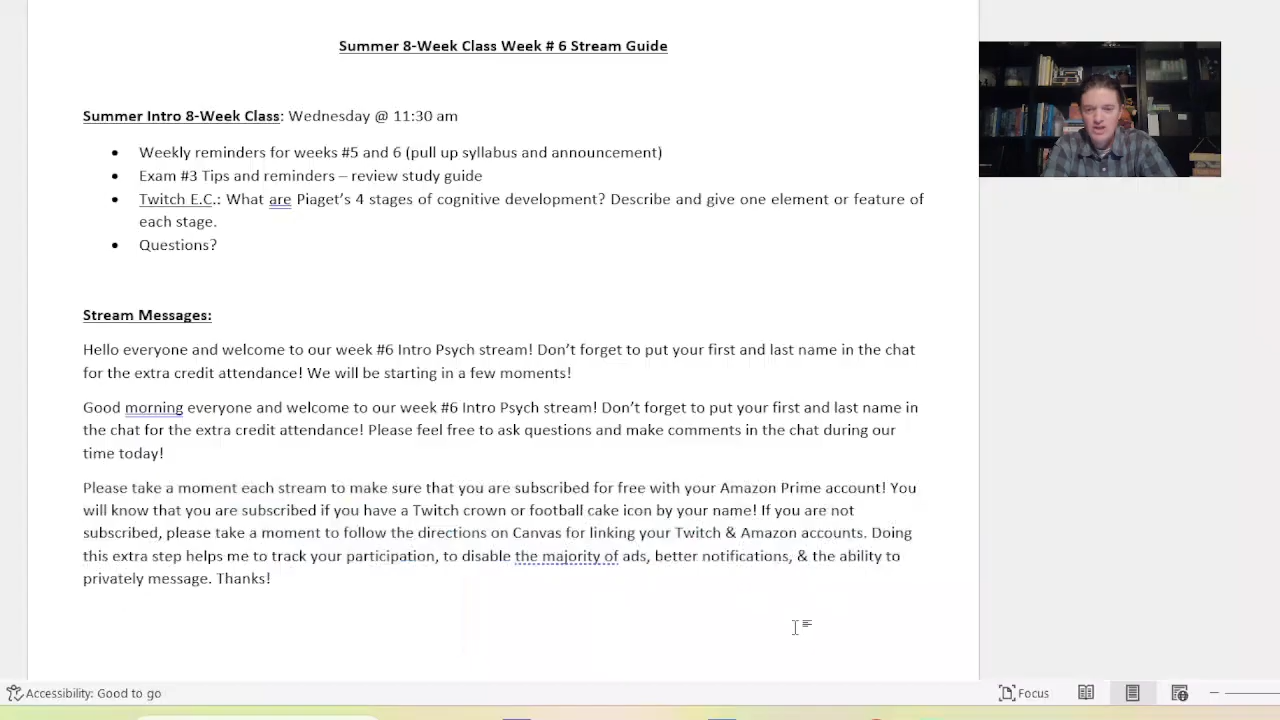 Summer 8-Week Class Week # 6 Stream Guide
Summer Intro 8-Week Class: Wednesday @ 11:30 am
• Weekly reminders for weeks #5 and 6 (pull up syllabus and announcement)
• Exam #3 Tips and reminders – review study guide
• Twitch E.C.: What are Piaget’s 4 stages of cognitive development? Describe and give one element or feature of
each stage.
• Questions?
Stream Messages:
Hello everyone and welcome to our week #6 Intro Psych stream! Don’t forget to put your first and last name in the chat
for the extra credit attendance! We will be starting in a few moments!
Good morning everyone and welcome to our week #6 Intro Psych stream! Don’t forget to put your first and last name in
the chat for the extra credit attendance! Please feel free to ask questions and make comments in the chat during our
time today!
Please take a moment each stream to make sure that you are subscribed for free with your Amazon Prime account! You
will know that you are subscribed if you have a Twitch crown or football cake icon by your name! If you are not
subscribed, please take a moment to follow the directions on Canvas for linking your Twitch & Amazon accounts. Doing
this extra step helps me to track your participation, to disable the majority of ads, better notifications, & the ability to
privately message. Thanks!
Accessibility: Good to go
Focus